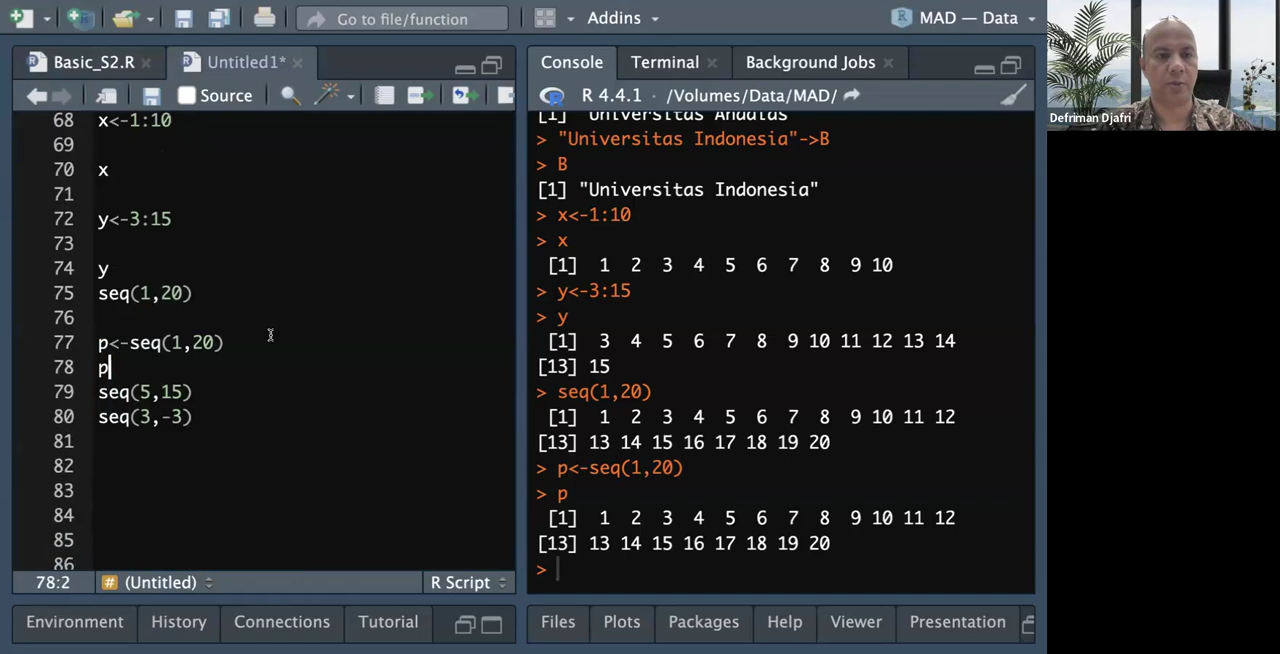 Go to file/function
Addins
MAD — Data
Basic_S2.R
Untitled1*
Source
68 x<-1:10
69
70 x
71
72 y<-3:15
73
74 y
75 seq(1,20)
76
77 p<-seq(1,20)
78 p
79 seq(5,15)
80 seq(3,-3)
81
82
83
84
85
86
78:2
# (Untitled)
R Script
Environment
History
Connections
Tutorial
Console
Terminal
Background Jobs
R 4.4.1 · /Volumes/Data/MAD/
[1] "Universitas Andalas"
> "Universitas Indonesia"->B
> B
[1] "Universitas Indonesia"
> x<-1:10
> x
[1] 1 2 3 4 5 6 7 8 9 10
> y<-3:15
> y
[1] 3 4 5 6 7 8 9 10 11 12 13 14
[13] 15
> seq(1,20)
[1] 1 2 3 4 5 6 7 8 9 10 11 12
[13] 13 14 15 16 17 18 19 20
> p<-seq(1,20)
> p
[1] 1 2 3 4 5 6 7 8 9 10 11 12
[13] 13 14 15 16 17 18 19 20
>
Files
Plots
Packages
Help
Viewer
Presentation
Defriman Djafri